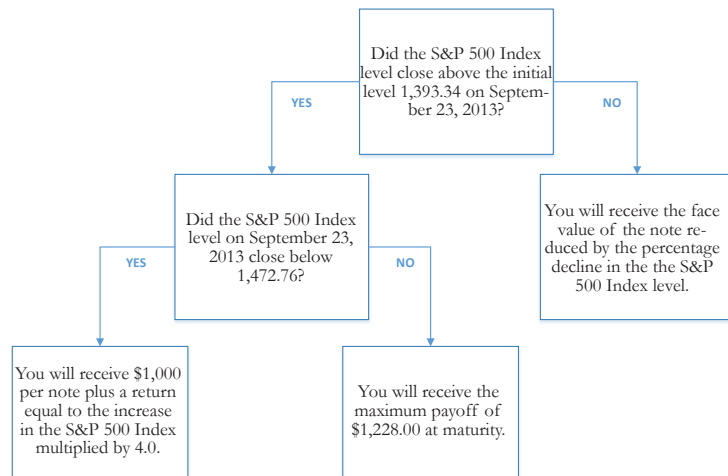 Did the S&P 500 Index
level close above the initial
level 1,393.34 on Septem-
ber 23, 2013?
YES
NO
Did the S&P 500 Index
level on September 23,
2013 close below
1,472.76?
You will receive the face
value of the note re-
duced by the percentage
decline in the the S&P
500 Index level.
YES
NO
You will receive $1,000
per note plus a return
equal to the increase
in the S&P 500 Index
multiplied by 4.0.
You will receive the
maximum payoff of
$1,228.00 at maturity.